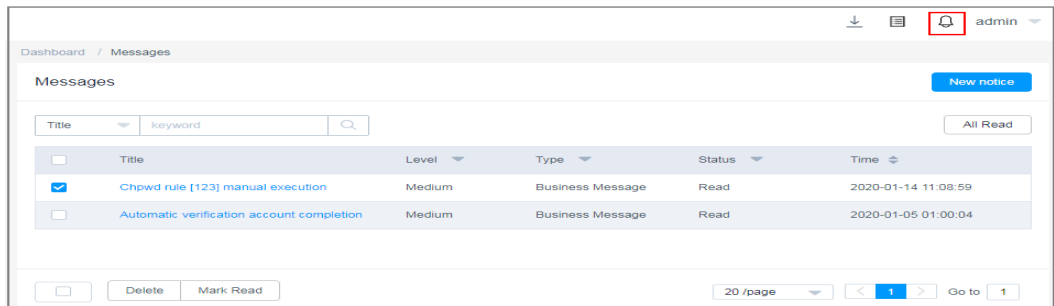 admin
Dashboard / Messages
Messages
New notice
Title keyword
All Read
Title Level Type Status Time
Chpwd rule [123] manual execution Medium Business Message Read 2020-01-14 11:08:59
Automatic verification account completion Medium Business Message Read 2020-01-05 01:00:04
Delete Mark Read 20 /page < 1 > Go to 1